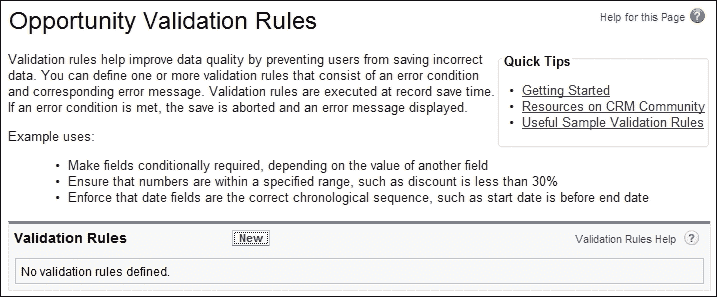 Opportunity Validation Rules
Help for this Page ?
Validation rules help improve data quality by preventing users from saving incorrect
data. You can define one or more validation rules that consist of an error condition
and corresponding error message. Validation rules are executed at record save time.
If an error condition is met, the save is aborted and an error message displayed.
Quick Tips
• Getting Started
• Resources on CRM Community
• Useful Sample Validation Rules
Example uses:
• Make fields conditionally required, depending on the value of another field
• Ensure that numbers are within a specified range, such as discount is less than 30%
• Enforce that date fields are the correct chronological sequence, such as start date is before end date
Validation Rules
New
Validation Rules Help ?
No validation rules defined.